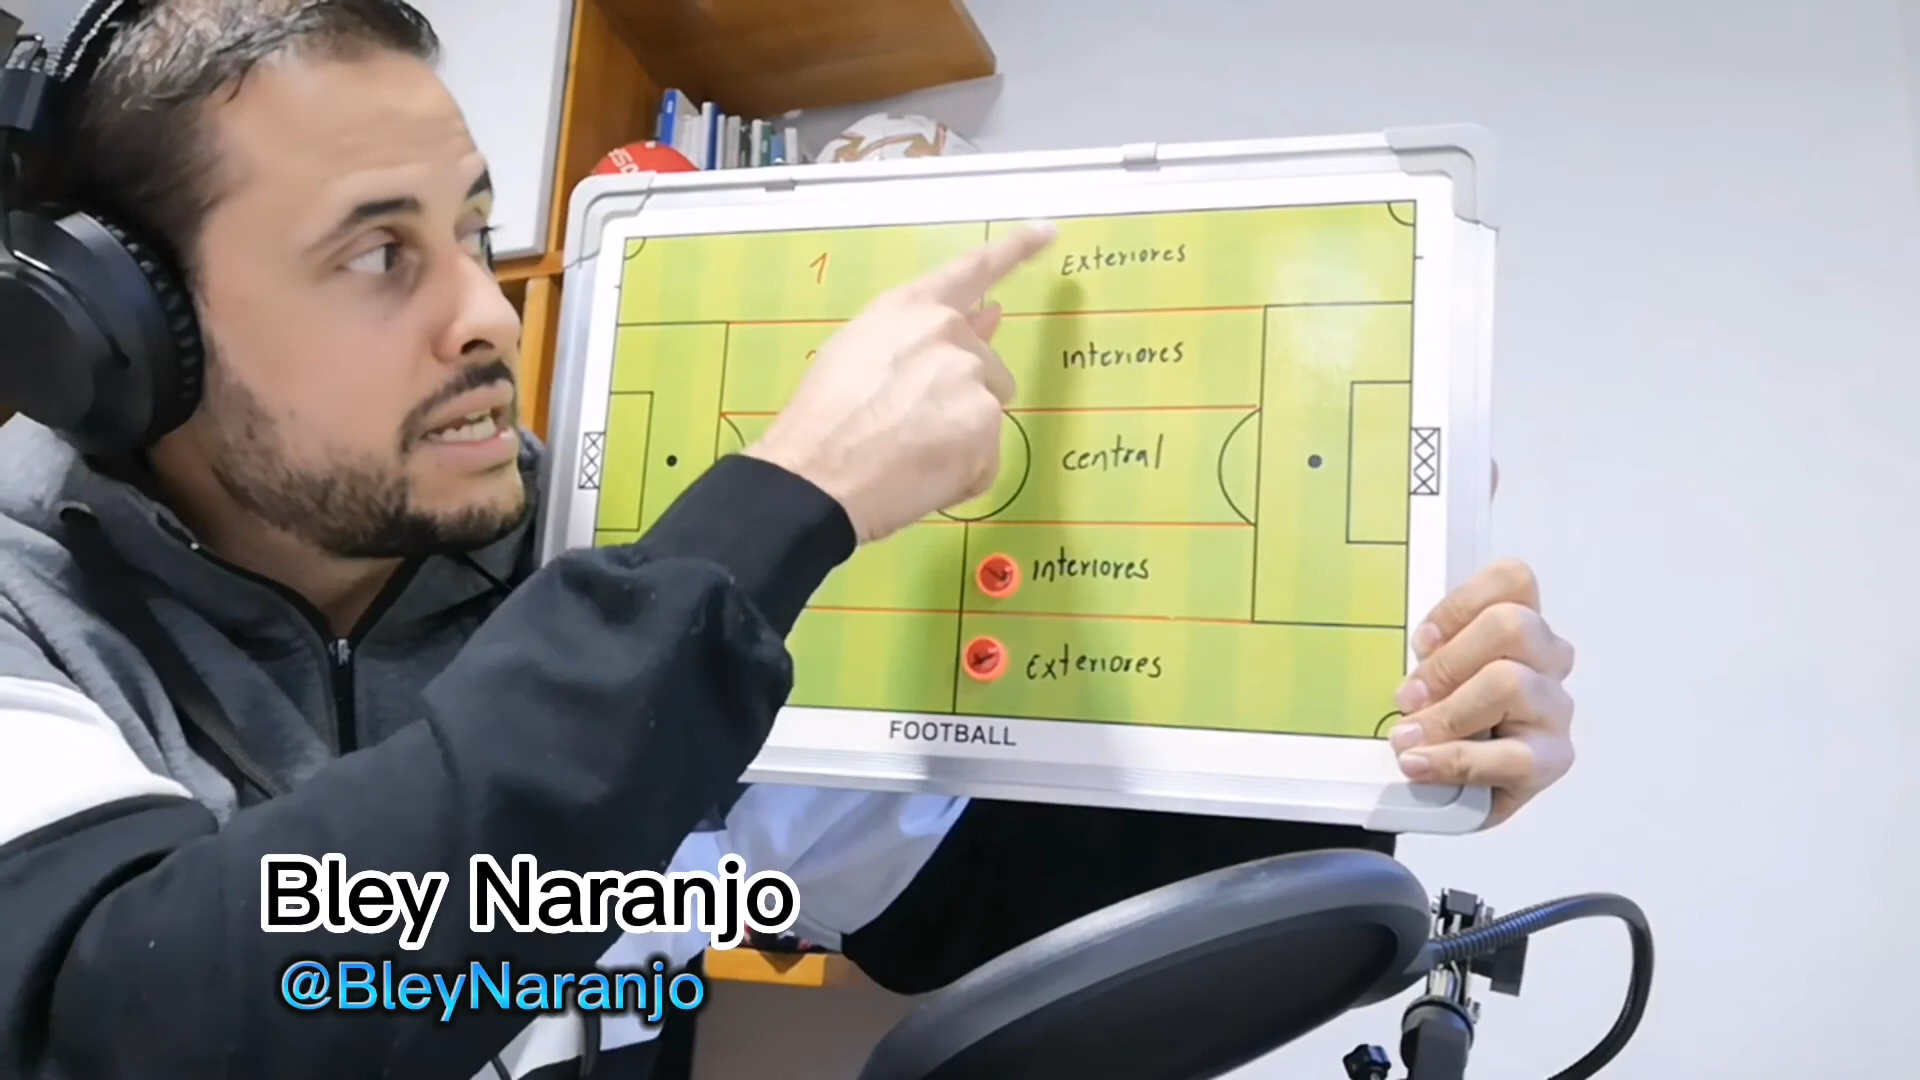 1
Exteriores
Interiores
central
Interiores
Exteriores
FOOTBALL
Bley Naranjo
@BleyNaranjo